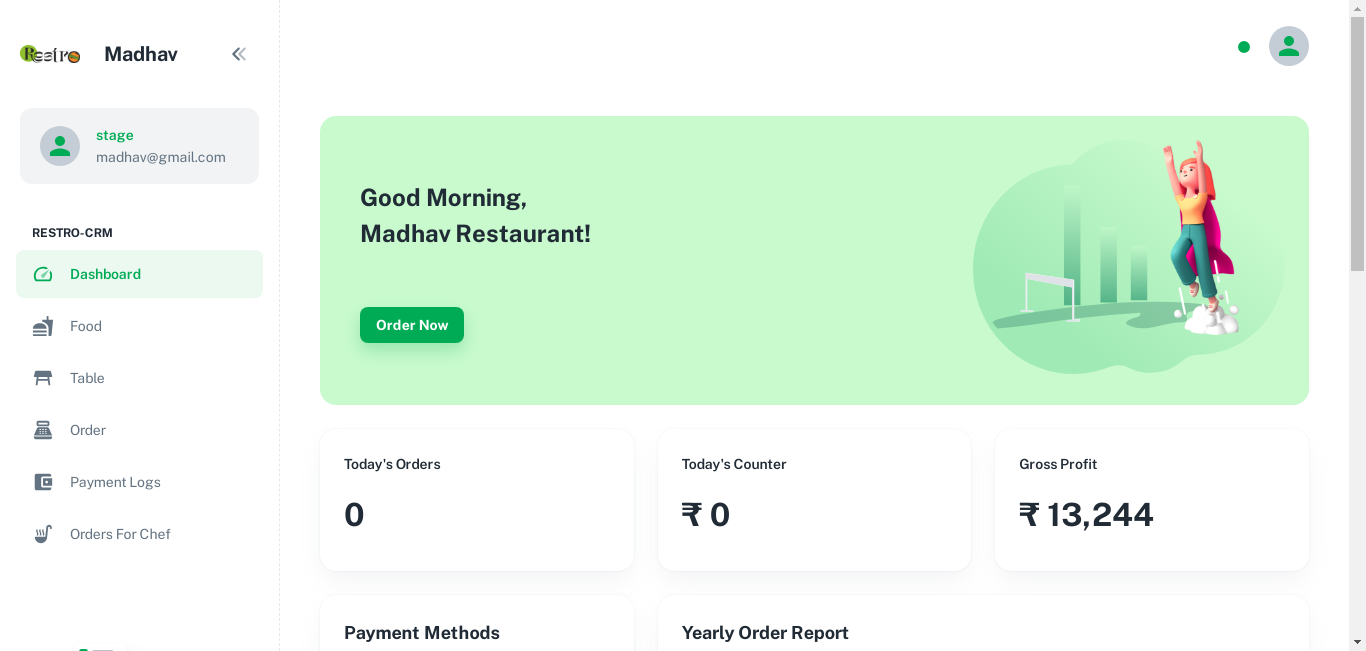 Restro
Madhav
stage
madhav@gmail.com
RESTRO-CRM
Dashboard
Food
Table
Order
Payment Logs
Orders For Chef
Good Morning,
Madhav Restaurant!
Order Now
Today's Orders
0
Today's Counter
₹ 0
Gross Profit
₹ 13,244
Payment Methods
Yearly Order Report